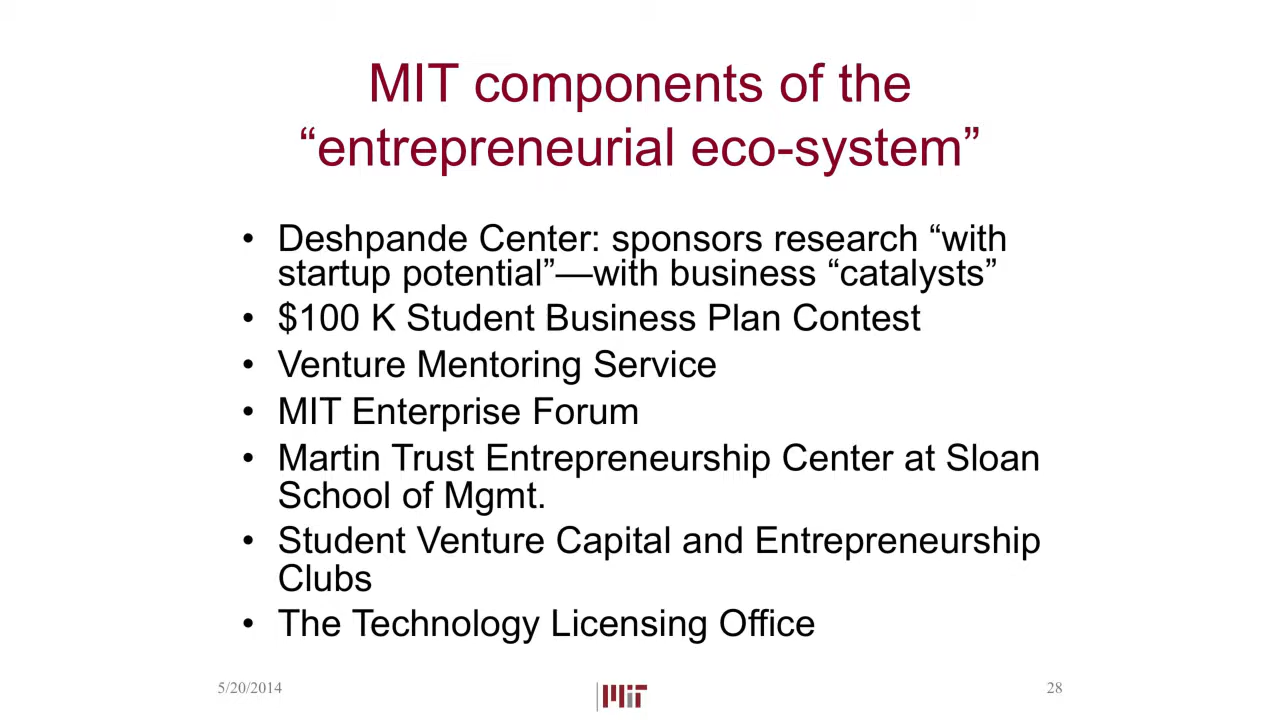 MIT components of the
“entrepreneurial eco-system”
• Deshpande Center: sponsors research “with
startup potential”—with business “catalysts”
• $100 K Student Business Plan Contest
• Venture Mentoring Service
• MIT Enterprise Forum
• Martin Trust Entrepreneurship Center at Sloan
School of Mgmt.
• Student Venture Capital and Entrepreneurship
Clubs
• The Technology Licensing Office
5/20/2014
MIT
28